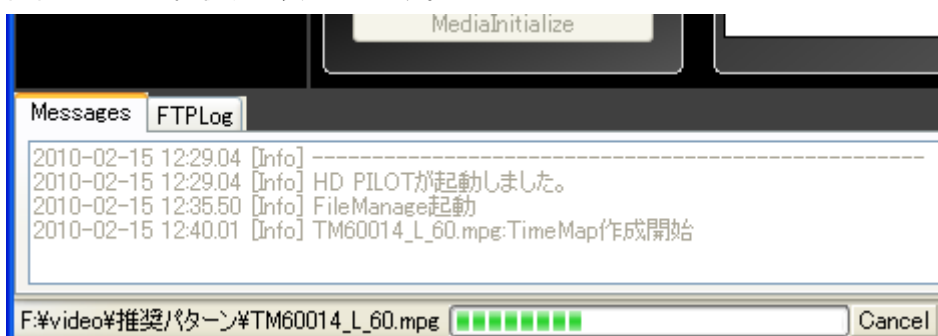 MediaInitialize
Messages FTPLog
2010-02-15 12:29.04 [Info] ---------------------------------------------------
2010-02-15 12:29.04 [Info] HD PILOTが起動しました。
2010-02-15 12:35.50 [Info] FileManage起動
2010-02-15 12:40.01 [Info] TM60014_L_60.mpg:TimeMap作成開始
F:¥video¥推奨パターン¥TM60014_L_60.mpg Cancel